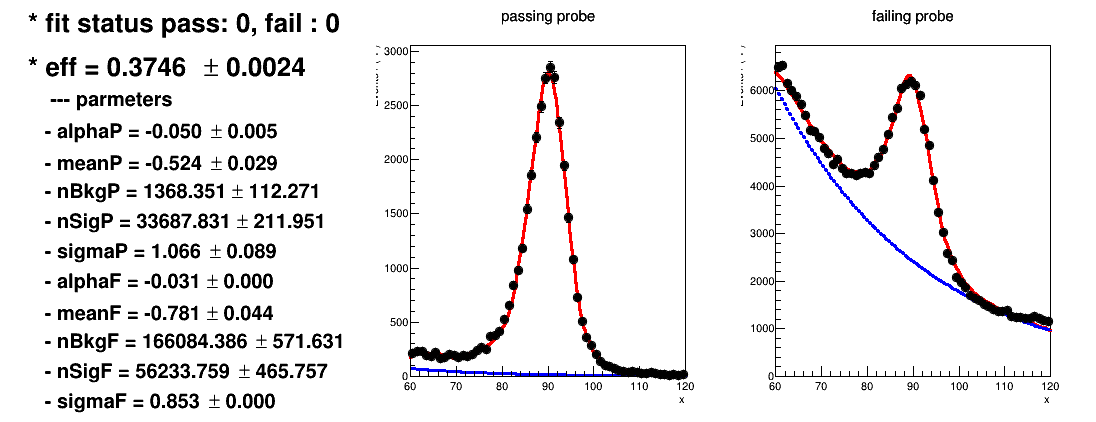 * fit status pass: 0, fail : 0
* eff = 0.3746 ± 0.0024
--- parmeters
- alphaP = -0.050 ± 0.005
- meanP = -0.524 ± 0.029
- nBkgP = 1368.351 ± 112.271
- nSigP = 33687.831 ± 211.951
- sigmaP = 1.066 ± 0.089
- alphaF = -0.031 ± 0.000
- meanF = -0.781 ± 0.044
- nBkgF = 166084.386 ± 571.631
- nSigF = 56233.759 ± 465.757
- sigmaF = 0.853 ± 0.000
passing probe
3000
2500
2000
1500
1000
500
0
60 70 80 90 100 110 120
x
failing probe
6000
5000
4000
3000
2000
1000
0
60 70 80 90 100 110 120
x